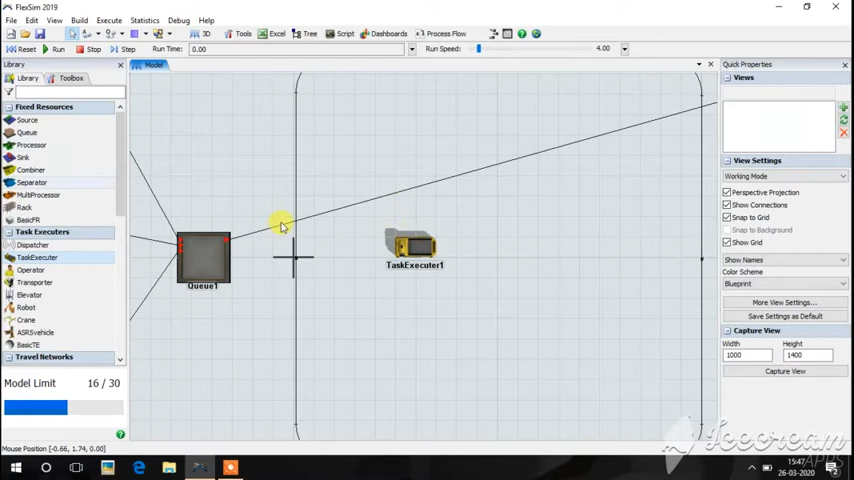 FlexSim 2019
File Edit View Build Execute Statistics Debug Help
3D Tools Excel Tree Script Dashboards Process Flow
Reset Run Stop Step Run Time: 0.00 Run Speed: 4.00
Library
Model
Quick Properties
Library Toolbox
Views
Fixed Resources
Source
Queue
Processor
Sink
Combiner
Separator
MultiProcessor
Rack
BasicFR
Task Executers
Dispatcher
TaskExecuter
Operator
Transporter
Elevator
Robot
Crane
ASRSvehicle
BasicTE
Travel Networks
Model Limit 16 / 30
Queue1
TaskExecuter1
View Settings
Working Mode
Perspective Projection
Show Connections
Snap to Grid
Snap to Background
Show Grid
Show Names
Color Scheme
Blueprint
More View Settings...
Save Settings as Default
Capture View
Width Height
1000 1400
Capture View
Mouse Position [-0.66, 1.74, 0.00]
Icecream
APPS
15:47
26-03-2020
2